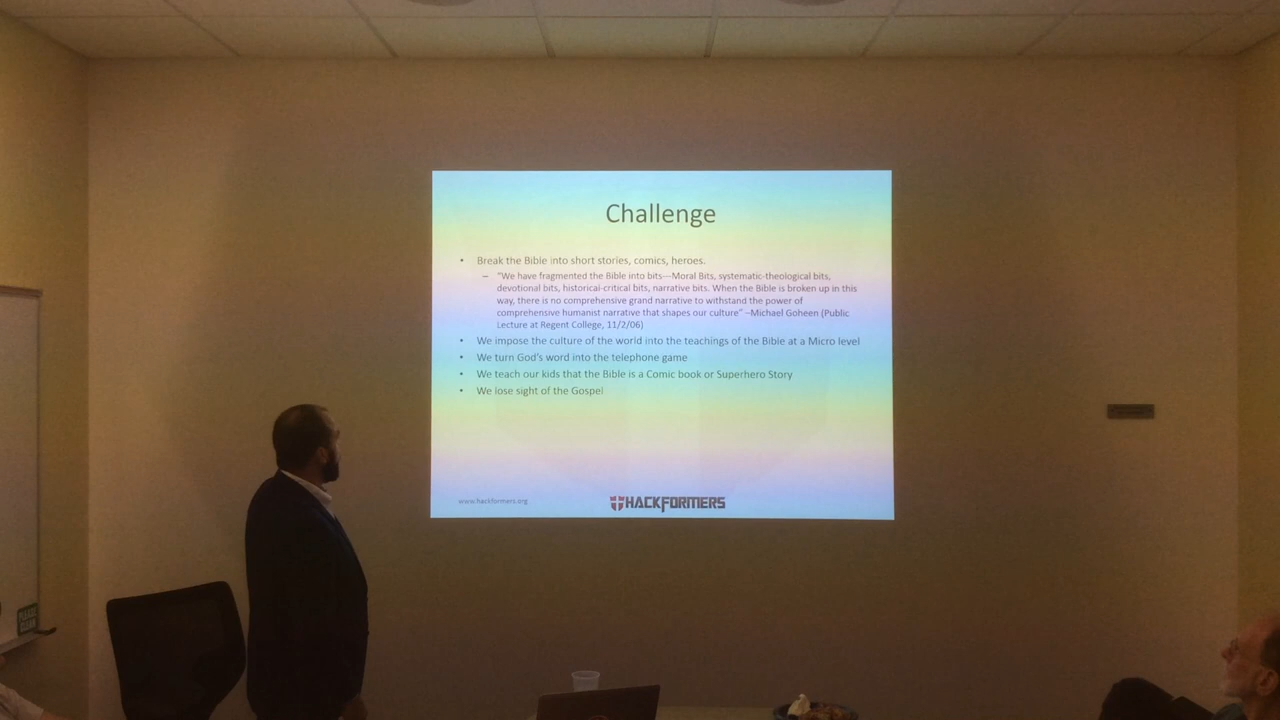 Challenge
• Break the Bible into short stories, comics, heroes.
– "We have fragmented the Bible into bits---Moral Bits, systematic-theological bits,
devotional bits, historical-critical bits, narrative bits. When the Bible is broken up in this
way, there is no comprehensive grand narrative to withstand the power of
comprehensive humanist narrative that shapes our culture" --Michael Goheen (Public
Lecture at Regent College, 11/2/06)
• We impose the culture of the world into the teachings of the Bible at a Micro level
• We turn God's word into the telephone game
• We teach our kids that the Bible is a Comic book or Superhero Story
• We lose sight of the Gospel
www.hackformers.org
HACKFORMERS
PLEASE
CLEAN